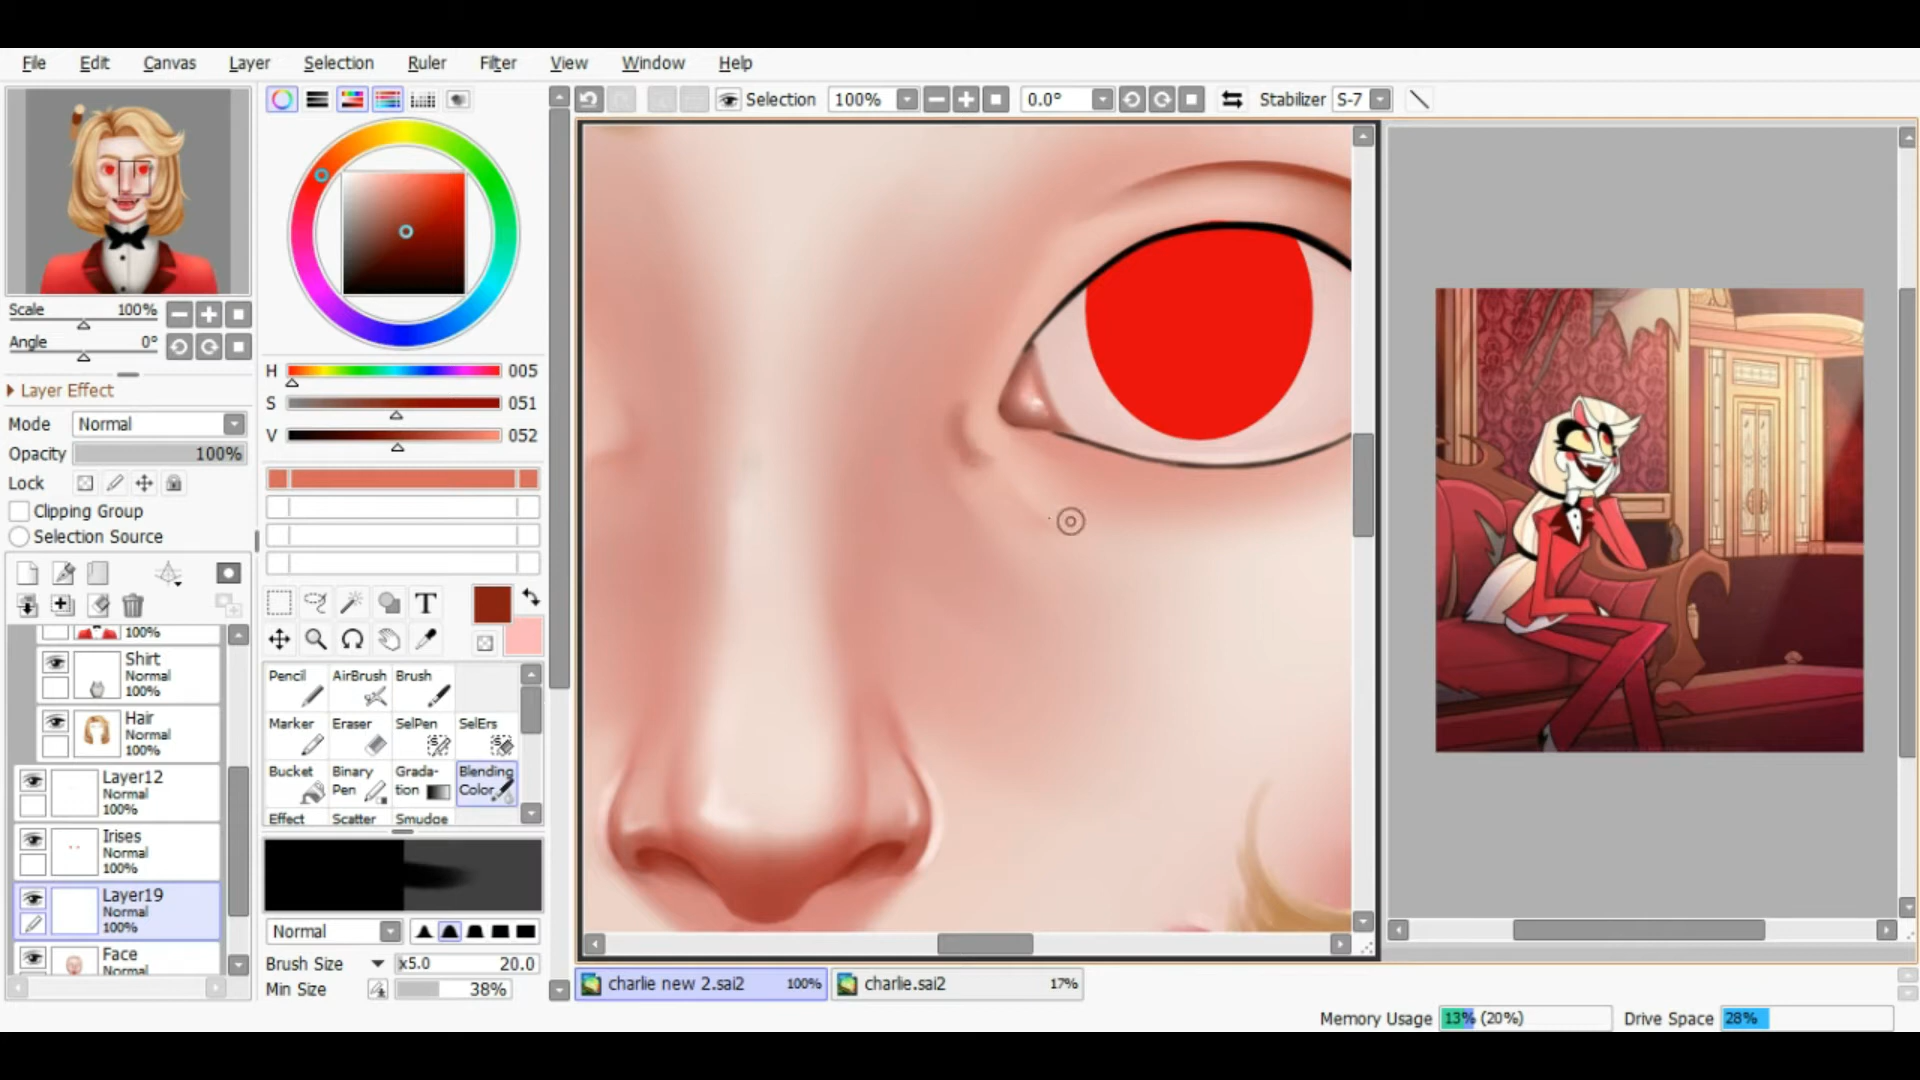 File Edit Canvas Layer Selection Ruler Filter View Window Help
Selection 100% 0.0° Stabilizer S-7
Scale 100%
Angle 0°
Layer Effect
Mode Normal
Opacity 100%
Lock
Clipping Group
Selection Source
100%
Shirt
Normal
100%
Hair
Normal
100%
Layer12
Normal
100%
Irises
Normal
100%
Layer19
Normal
100%
Face
Normal
H 005
S 051
V 052
T
Pencil AirBrush Brush
Marker Eraser SelPen SelErs
Bucket Binary Pen Grada-tion Blending Color
Effect Scatter Smudge
Normal
Brush Size x5.0 20.0
Min Size 38%
charlie new 2.sai2 100% charlie.sai2 17%
Memory Usage 13% (20%) Drive Space 28%